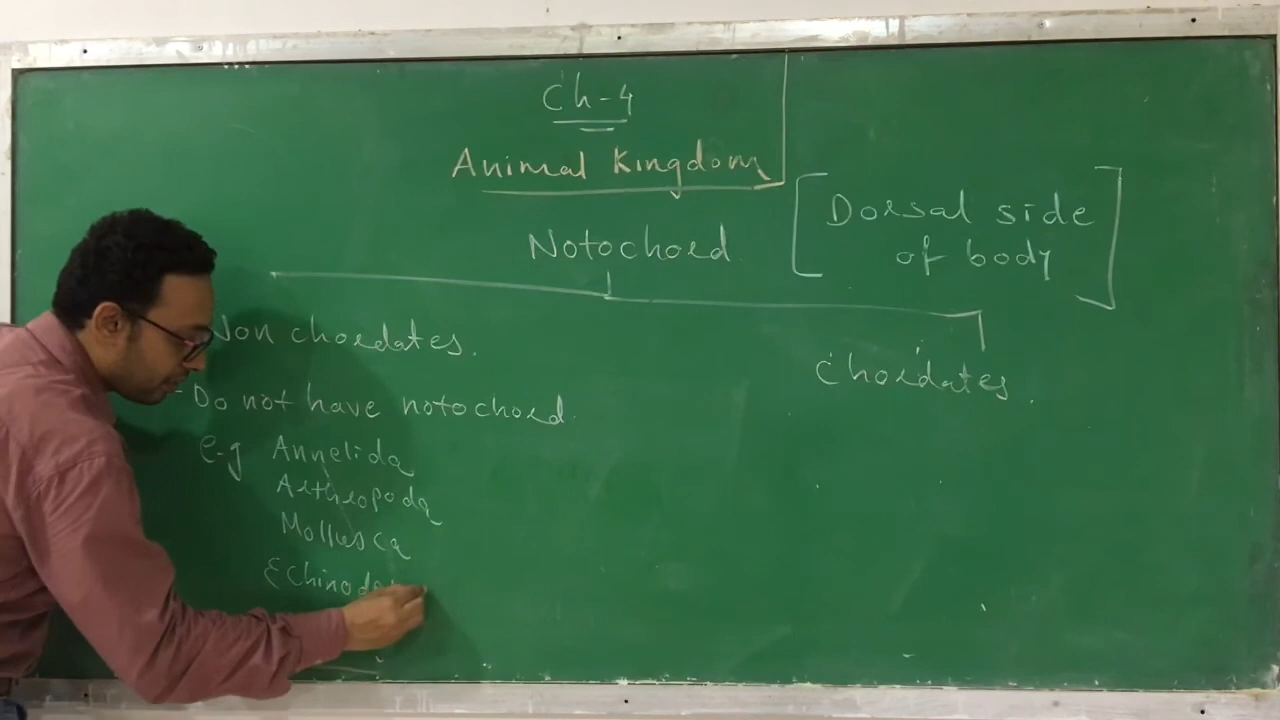 Ch-4
Animal Kingdom
Notochord
[Dorsal side
of body]
Non chordates.
Chordates.
- Do not have notochord.
e.g Annelida
Arthropoda
Mollusca